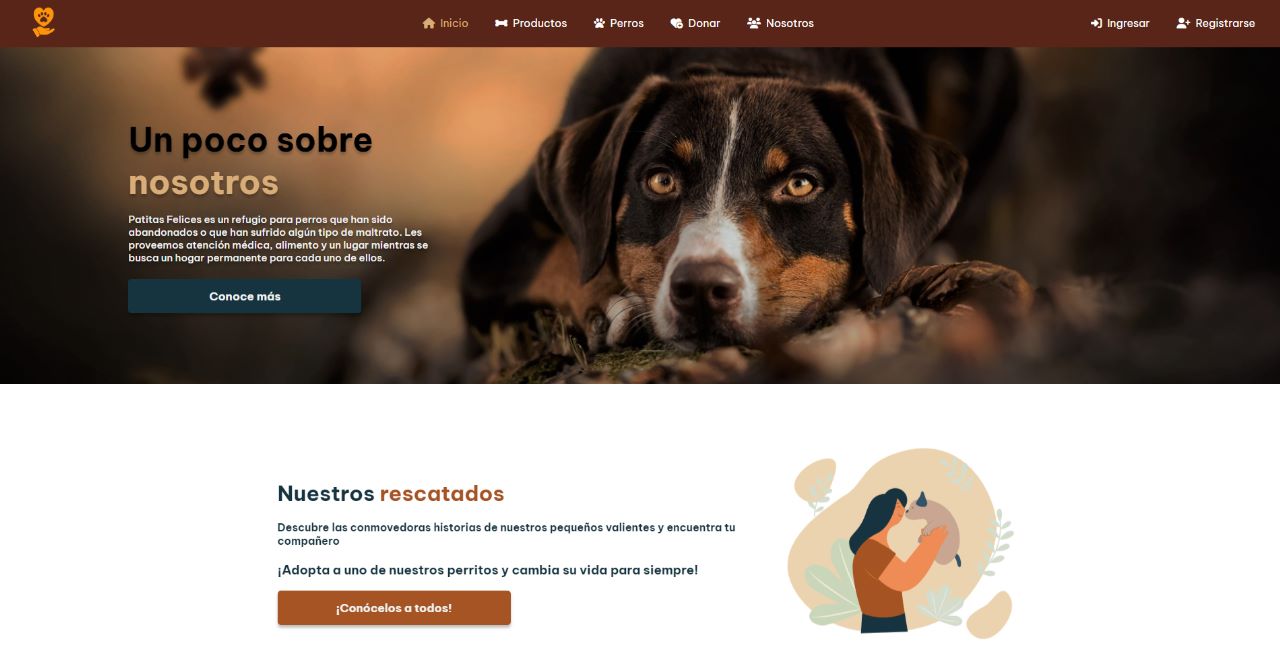 Inicio
Productos
Perros
Donar
Nosotros
Ingresar
Registrarse
Un poco sobre
nosotros
Patitas Felices es un refugio para perros que han sido
abandonados o que han sufrido algún tipo de maltrato. Les
proveemos atención médica, alimento y un lugar mientras se
busca un hogar permanente para cada uno de ellos.
Conoce más
Nuestros rescatados
Descubre las conmovedoras historias de nuestros pequeños valientes y encuentra tu
compañero
¡Adopta a uno de nuestros perritos y cambia su vida para siempre!
¡Conócelos a todos!